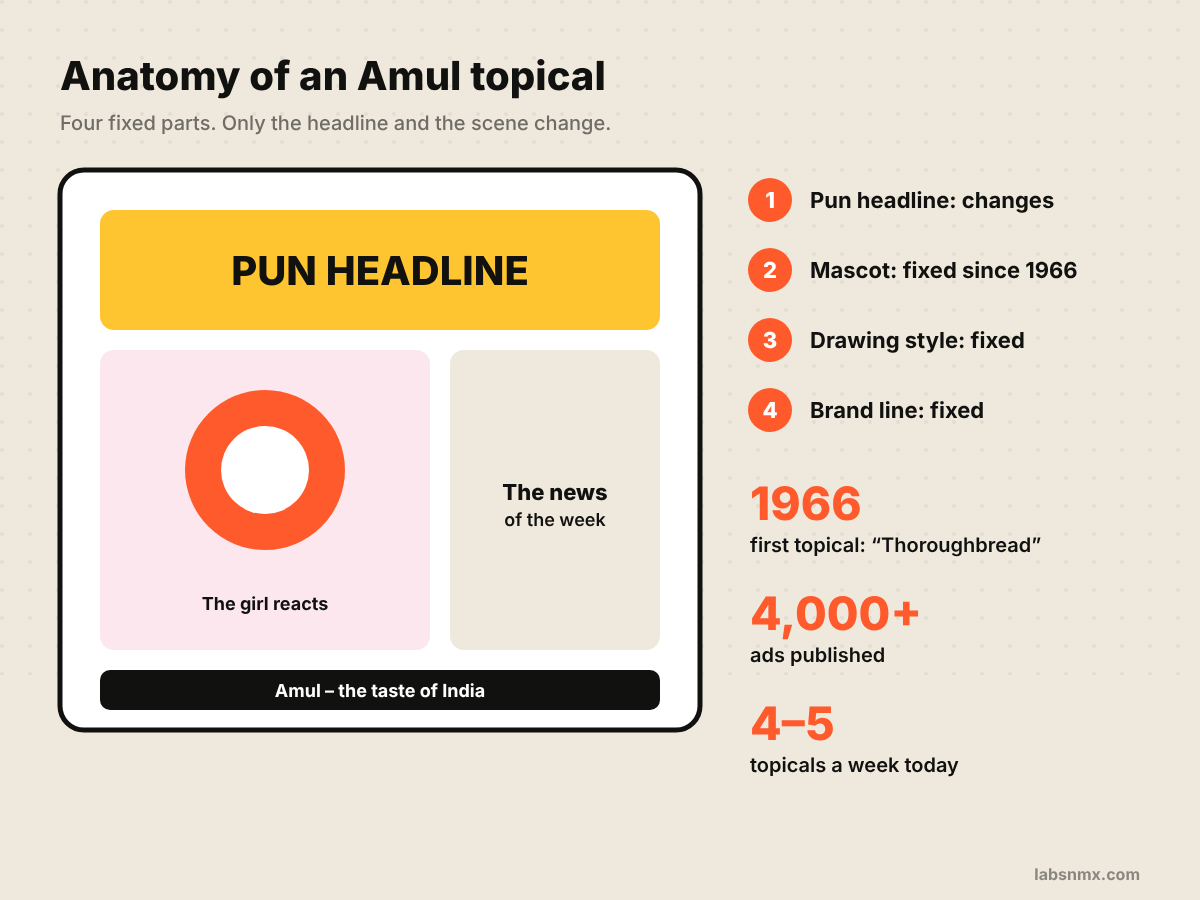 Anatomy of an Amul topical
Four fixed parts. Only the headline and the scene change.
PUN HEADLINE
The girl reacts
The news
of the week
Amul – the taste of India
1 Pun headline: changes
2 Mascot: fixed since 1966
3 Drawing style: fixed
4 Brand line: fixed
1966
first topical: “Thoroughbread”
4,000+
ads published
4–5
topicals a week today
labsnmx.com